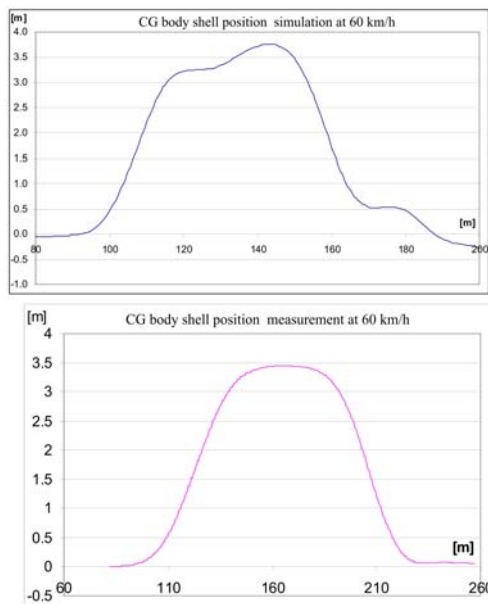 [m]
CG body shell position simulation at 60 km/h
4.0
3.5
3.0
2.5
2.0
1.5
1.0
0.5
0.0
-0.5
-1.0
[m]
80 100 120 140 160 180 200
[m]
CG body shell position measurement at 60 km/h
4
3.5
3
2.5
2
1.5
1
0.5
0
-0.5
[m]
60 110 160 210 260